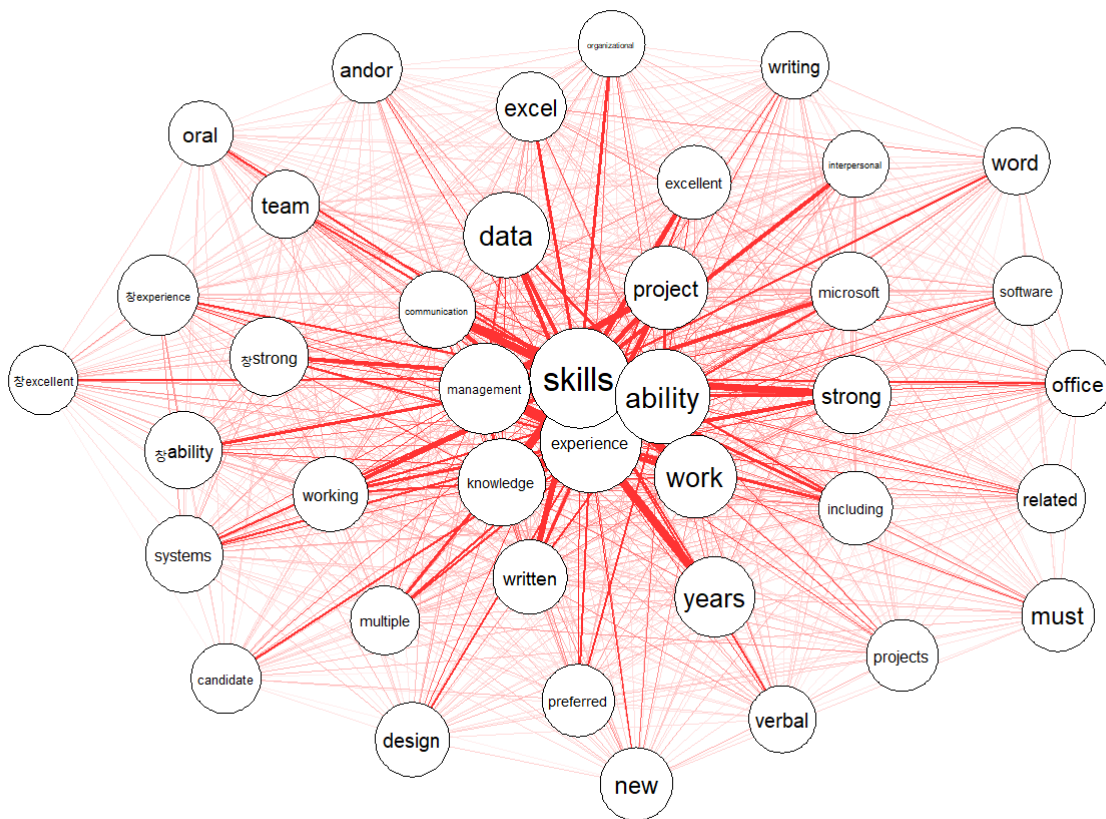 organizational
andor
writing
excel
oral
word
interpersonal
excellent
team
data
project
microsoft
software
창experience
communication
창strong
skills
창excellent
management
ability
strong
office
experience
창ability
knowledge
work
working
including
related
systems
written
years
multiple
must
projects
candidate
preferred
verbal
design
new